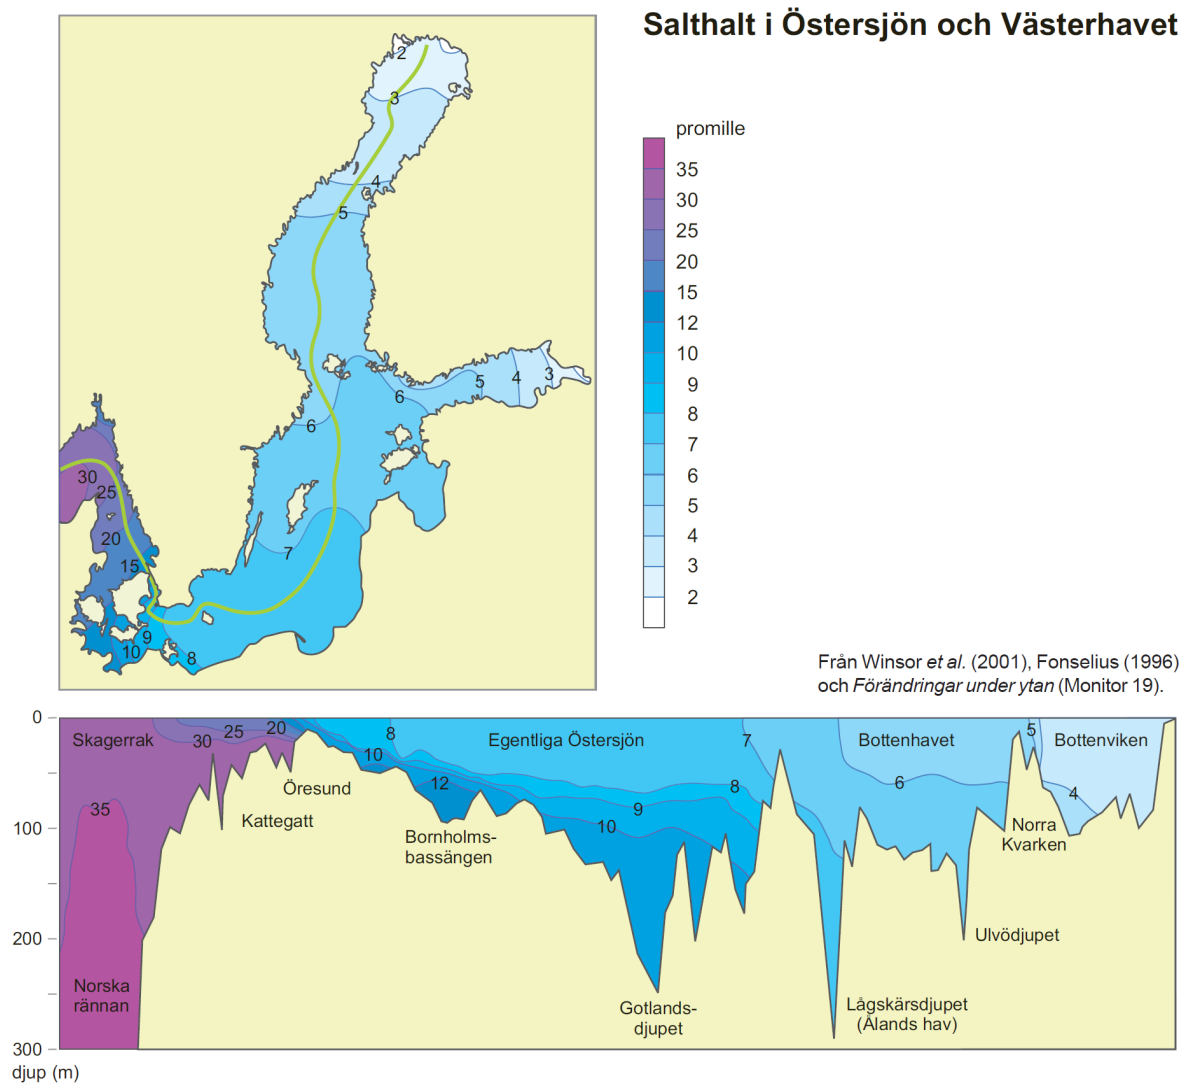 Salthalt i Östersjön och Västerhavet
promille
35
30
25
20
15
12
10
9
8
7
6
5
4
3
2
2
3
4
5
5
4
3
6
6
30
25
20
7
15
9
10
8
Från Winsor et al. (2001), Fonselius (1996)
och Förändringar under ytan (Monitor 19).
0
100
200
300
djup (m)
Skagerrak
30
25
20
35
Norska
rännan
Kattegatt
Öresund
8
10
12
Bornholms-
bassängen
Egentliga Östersjön
7
8
9
10
Gotlands-
djupet
Bottenhavet
6
5
Bottenviken
4
Norra
Kvarken
Ulvödjupet
Lågskärsdjupet
(Ålands hav)